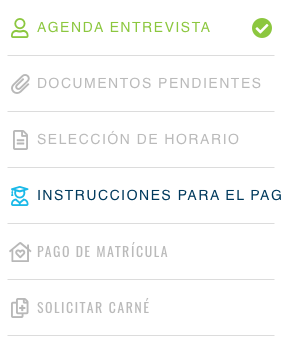 AGENDA ENTREVISTA
DOCUMENTOS PENDIENTES
SELECCIÓN DE HORARIO
INSTRUCCIONES PARA EL PAG
PAGO DE MATRÍCULA
SOLICITAR CARNÉ